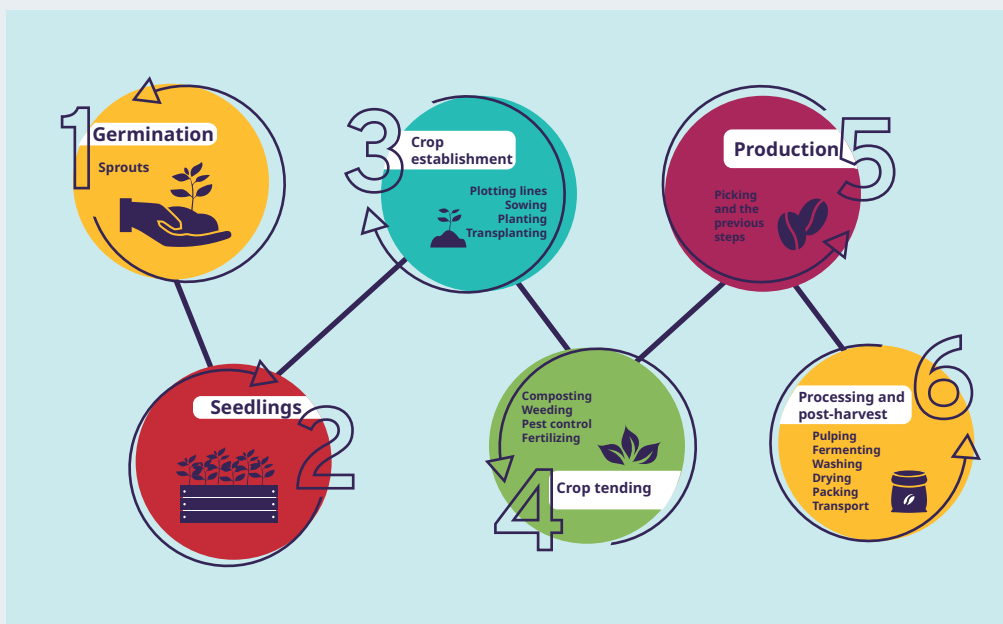 1
Germination
Sprouts
2
Seedlings
3
Crop
establishment
Plotting lines
Sowing
Planting
Transplanting
4
Composting
Weeding
Pest control
Fertilizing
Crop tending
5
Production
Picking
and the
previous
steps
6
Processing and
post-harvest
Pulping
Fermenting
Washing
Drying
Packing
Transport